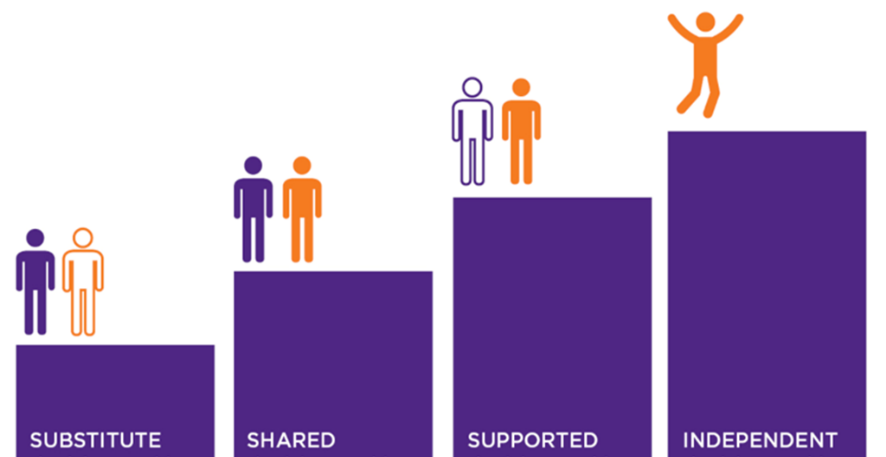 SUBSTITUTE
SHARED
SUPPORTED
INDEPENDENT